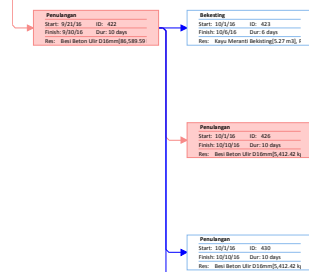 Penulangan
Start: 9/21/16 ID: 422
Finish: 9/30/16 Dur: 10 days
Res: Besi Beton Ulir D16mm[86,589.59
Bekesting
Start: 10/1/16 ID: 423
Finish: 10/6/16 Dur: 6 days
Res: Kayu Meranti Bekisting[5.27 m3], F
Penulangan
Start: 10/1/16 ID: 426
Finish: 10/10/16 Dur: 10 days
Res: Besi Beton Ulir D16mm[5,412.42 kg
Penulangan
Start: 10/1/16 ID: 430
Finish: 10/10/16 Dur: 10 days
Res: Besi Beton Ulir D16mm[5,412.42 kg